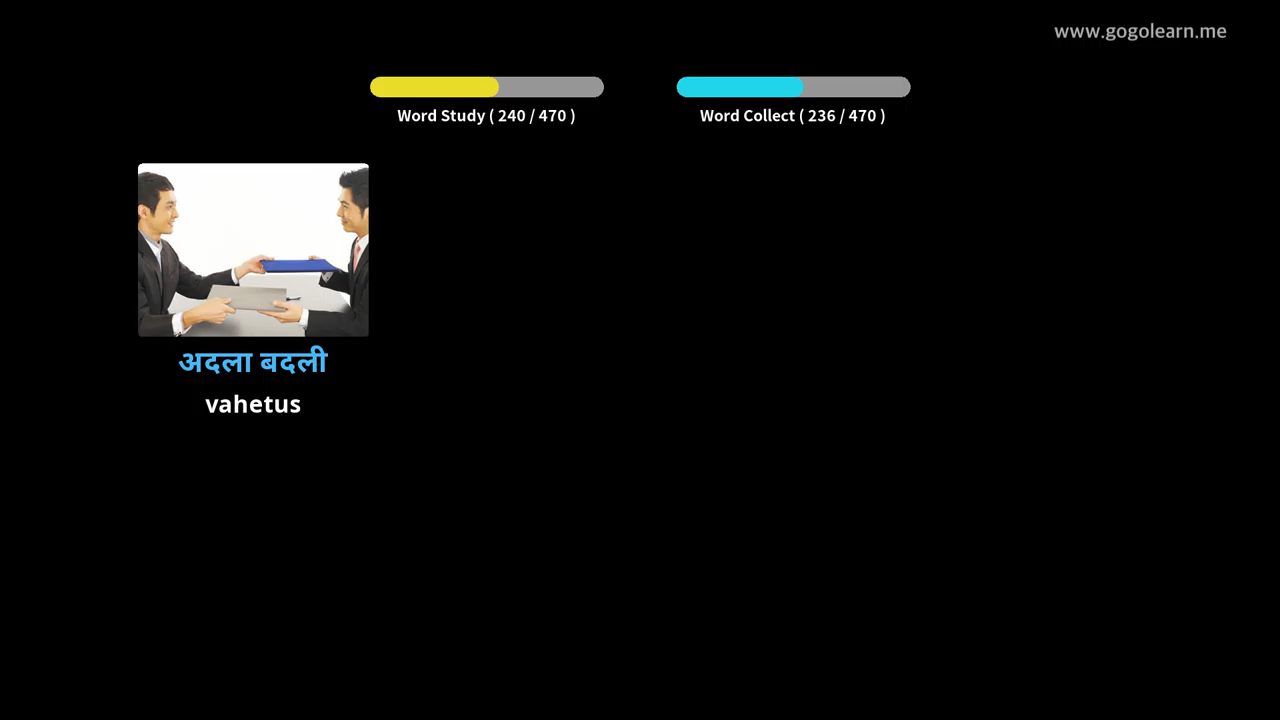 www.gogolearn.me
Word Study ( 240 / 470 )
Word Collect ( 236 / 470 )
अदला बदली
vahetus